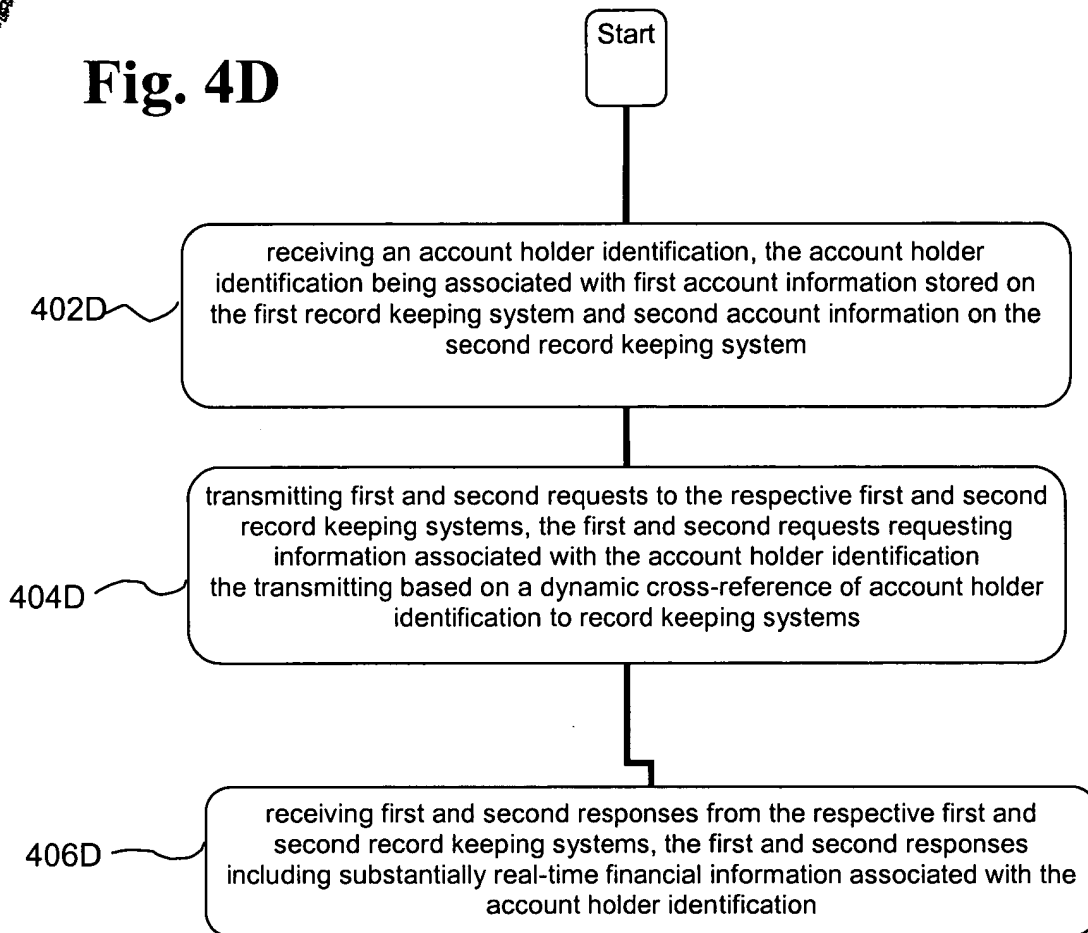 Start
Fig. 4D
receiving an account holder identification, the account holder
identification being associated with first account information stored on
the first record keeping system and second account information on the
second record keeping system
402D
transmitting first and second requests to the respective first and second
record keeping systems, the first and second requests requesting
information associated with the account holder identification
the transmitting based on a dynamic cross-reference of account holder
identification to record keeping systems
404D
receiving first and second responses from the respective first and
second record keeping systems, the first and second responses
including substantially real-time financial information associated with the
account holder identification
406D